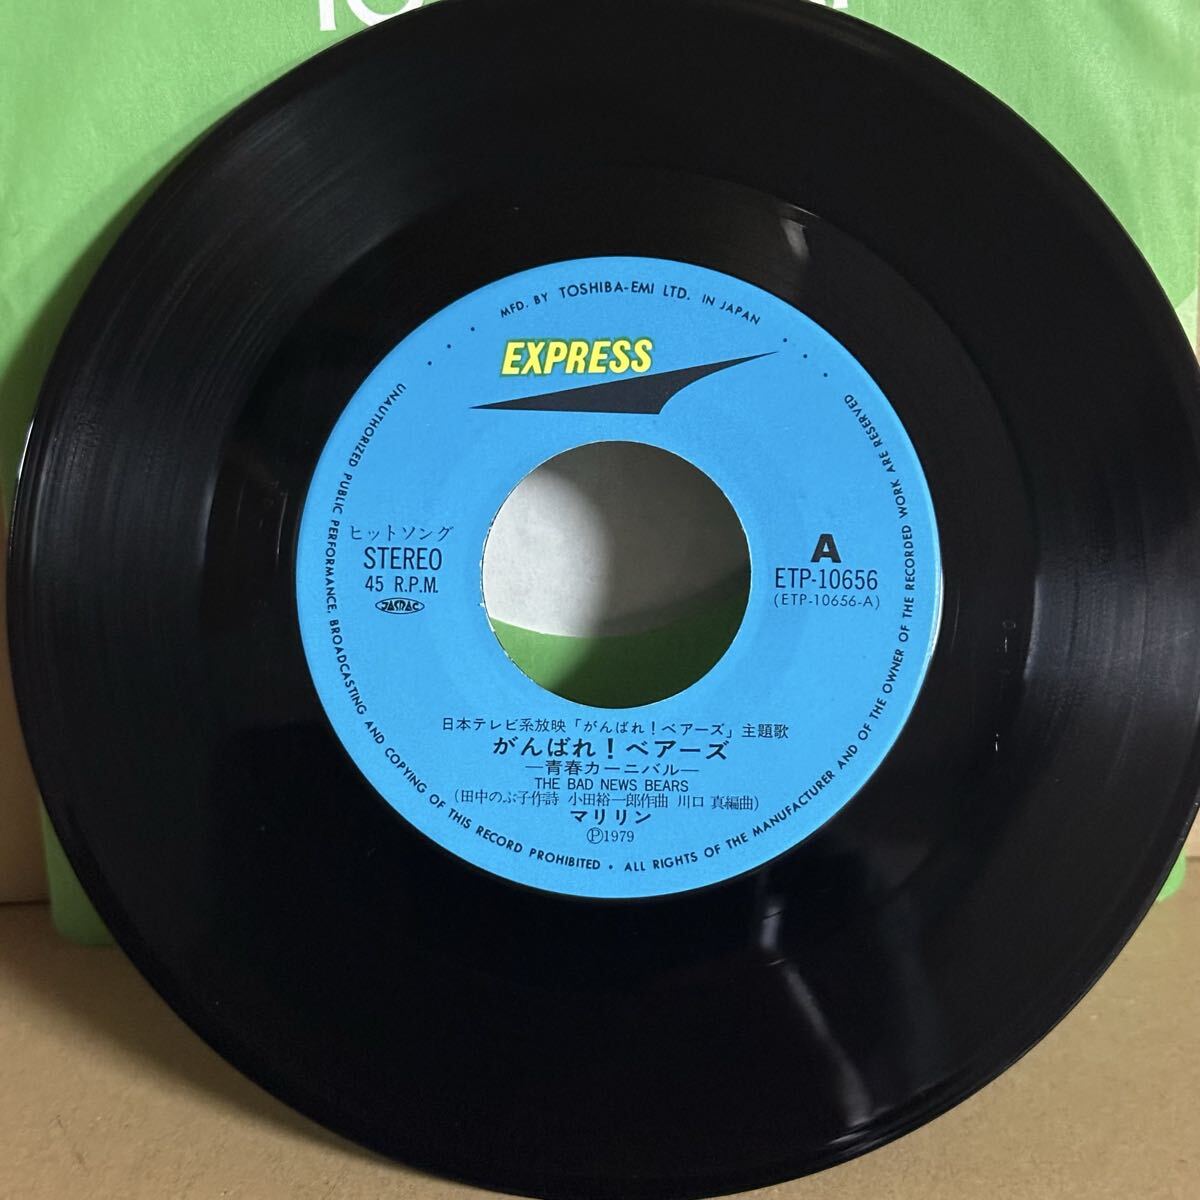 MFD. BY TOSHIBA-EMI LTD. IN JAPAN
EXPRESS
ヒットソング
STEREO
45 R.P.M.
JASRAC
A
ETP-10656
(ETP-10656-A)
日本テレビ系放映「がんばれ!ベアーズ」主題歌
がんばれ!ベアーズ
—青春カーニバル—
THE BAD NEWS BEARS
(田中のぶ子作詩 小田裕一郎作曲 川口 真編曲)
マリリン
Ⓟ1979
UNAUTHORIZED PUBLIC PERFORMANCE, BROADCASTING AND COPYING OF THIS RECORD PROHIBITED • ALL RIGHTS OF THE MANUFACTURER AND OF THE OWNER OF THE RECORDED WORK ARE RESERVED